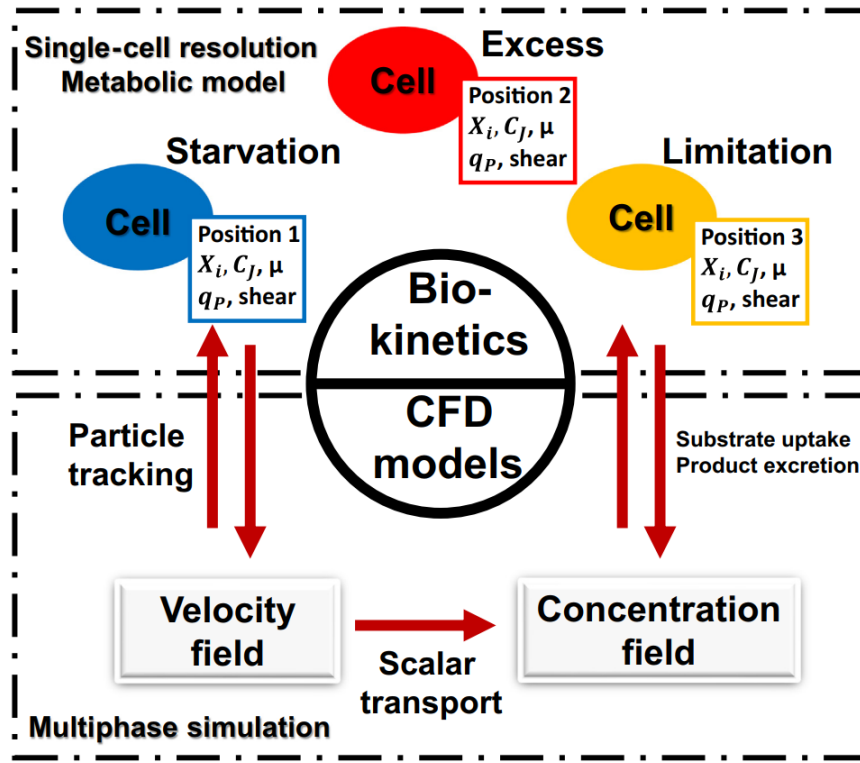 Single-cell resolution
Metabolic model
Excess
Cell
Position 2
X_i, C_J, μ
q_P, shear
Starvation
Cell
Position 1
X_i, C_J, μ
q_P, shear
Limitation
Cell
Position 3
X_i, C_J, μ
q_P, shear
Bio-
kinetics
CFD
models
Particle
tracking
Substrate uptake
Product excretion
Velocity
field
Scalar
transport
Concentration
field
Multiphase simulation